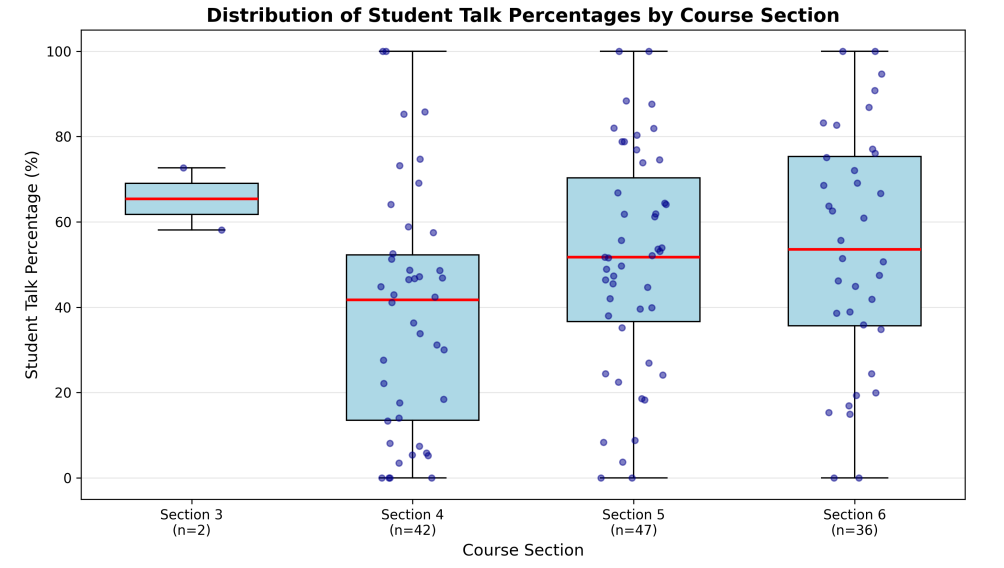 Distribution of Student Talk Percentages by Course Section
Student Talk Percentage (%)
100
80
60
40
20
0
Section 3
(n=2)
Section 4
(n=42)
Section 5
(n=47)
Section 6
(n=36)
Course Section